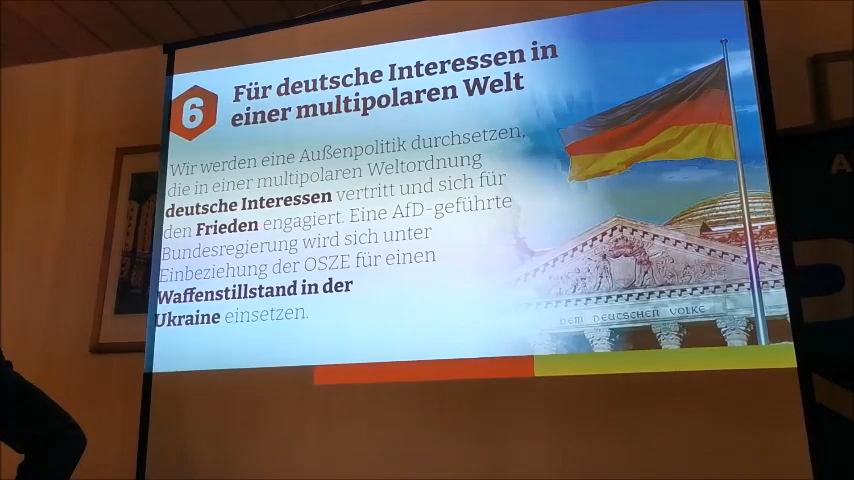 6
Für deutsche Interessen in
einer multipolaren Welt
Wir werden eine Außenpolitik durchsetzen,
die in einer multipolaren Weltordnung
deutsche Interessen vertritt und sich für
den Frieden engagiert. Eine AfD-geführte
Bundesregierung wird sich unter
Einbeziehung der OSZE für einen
Waffenstillstand in der
Ukraine einsetzen.
DEM DEUTSCHEN VOLKE